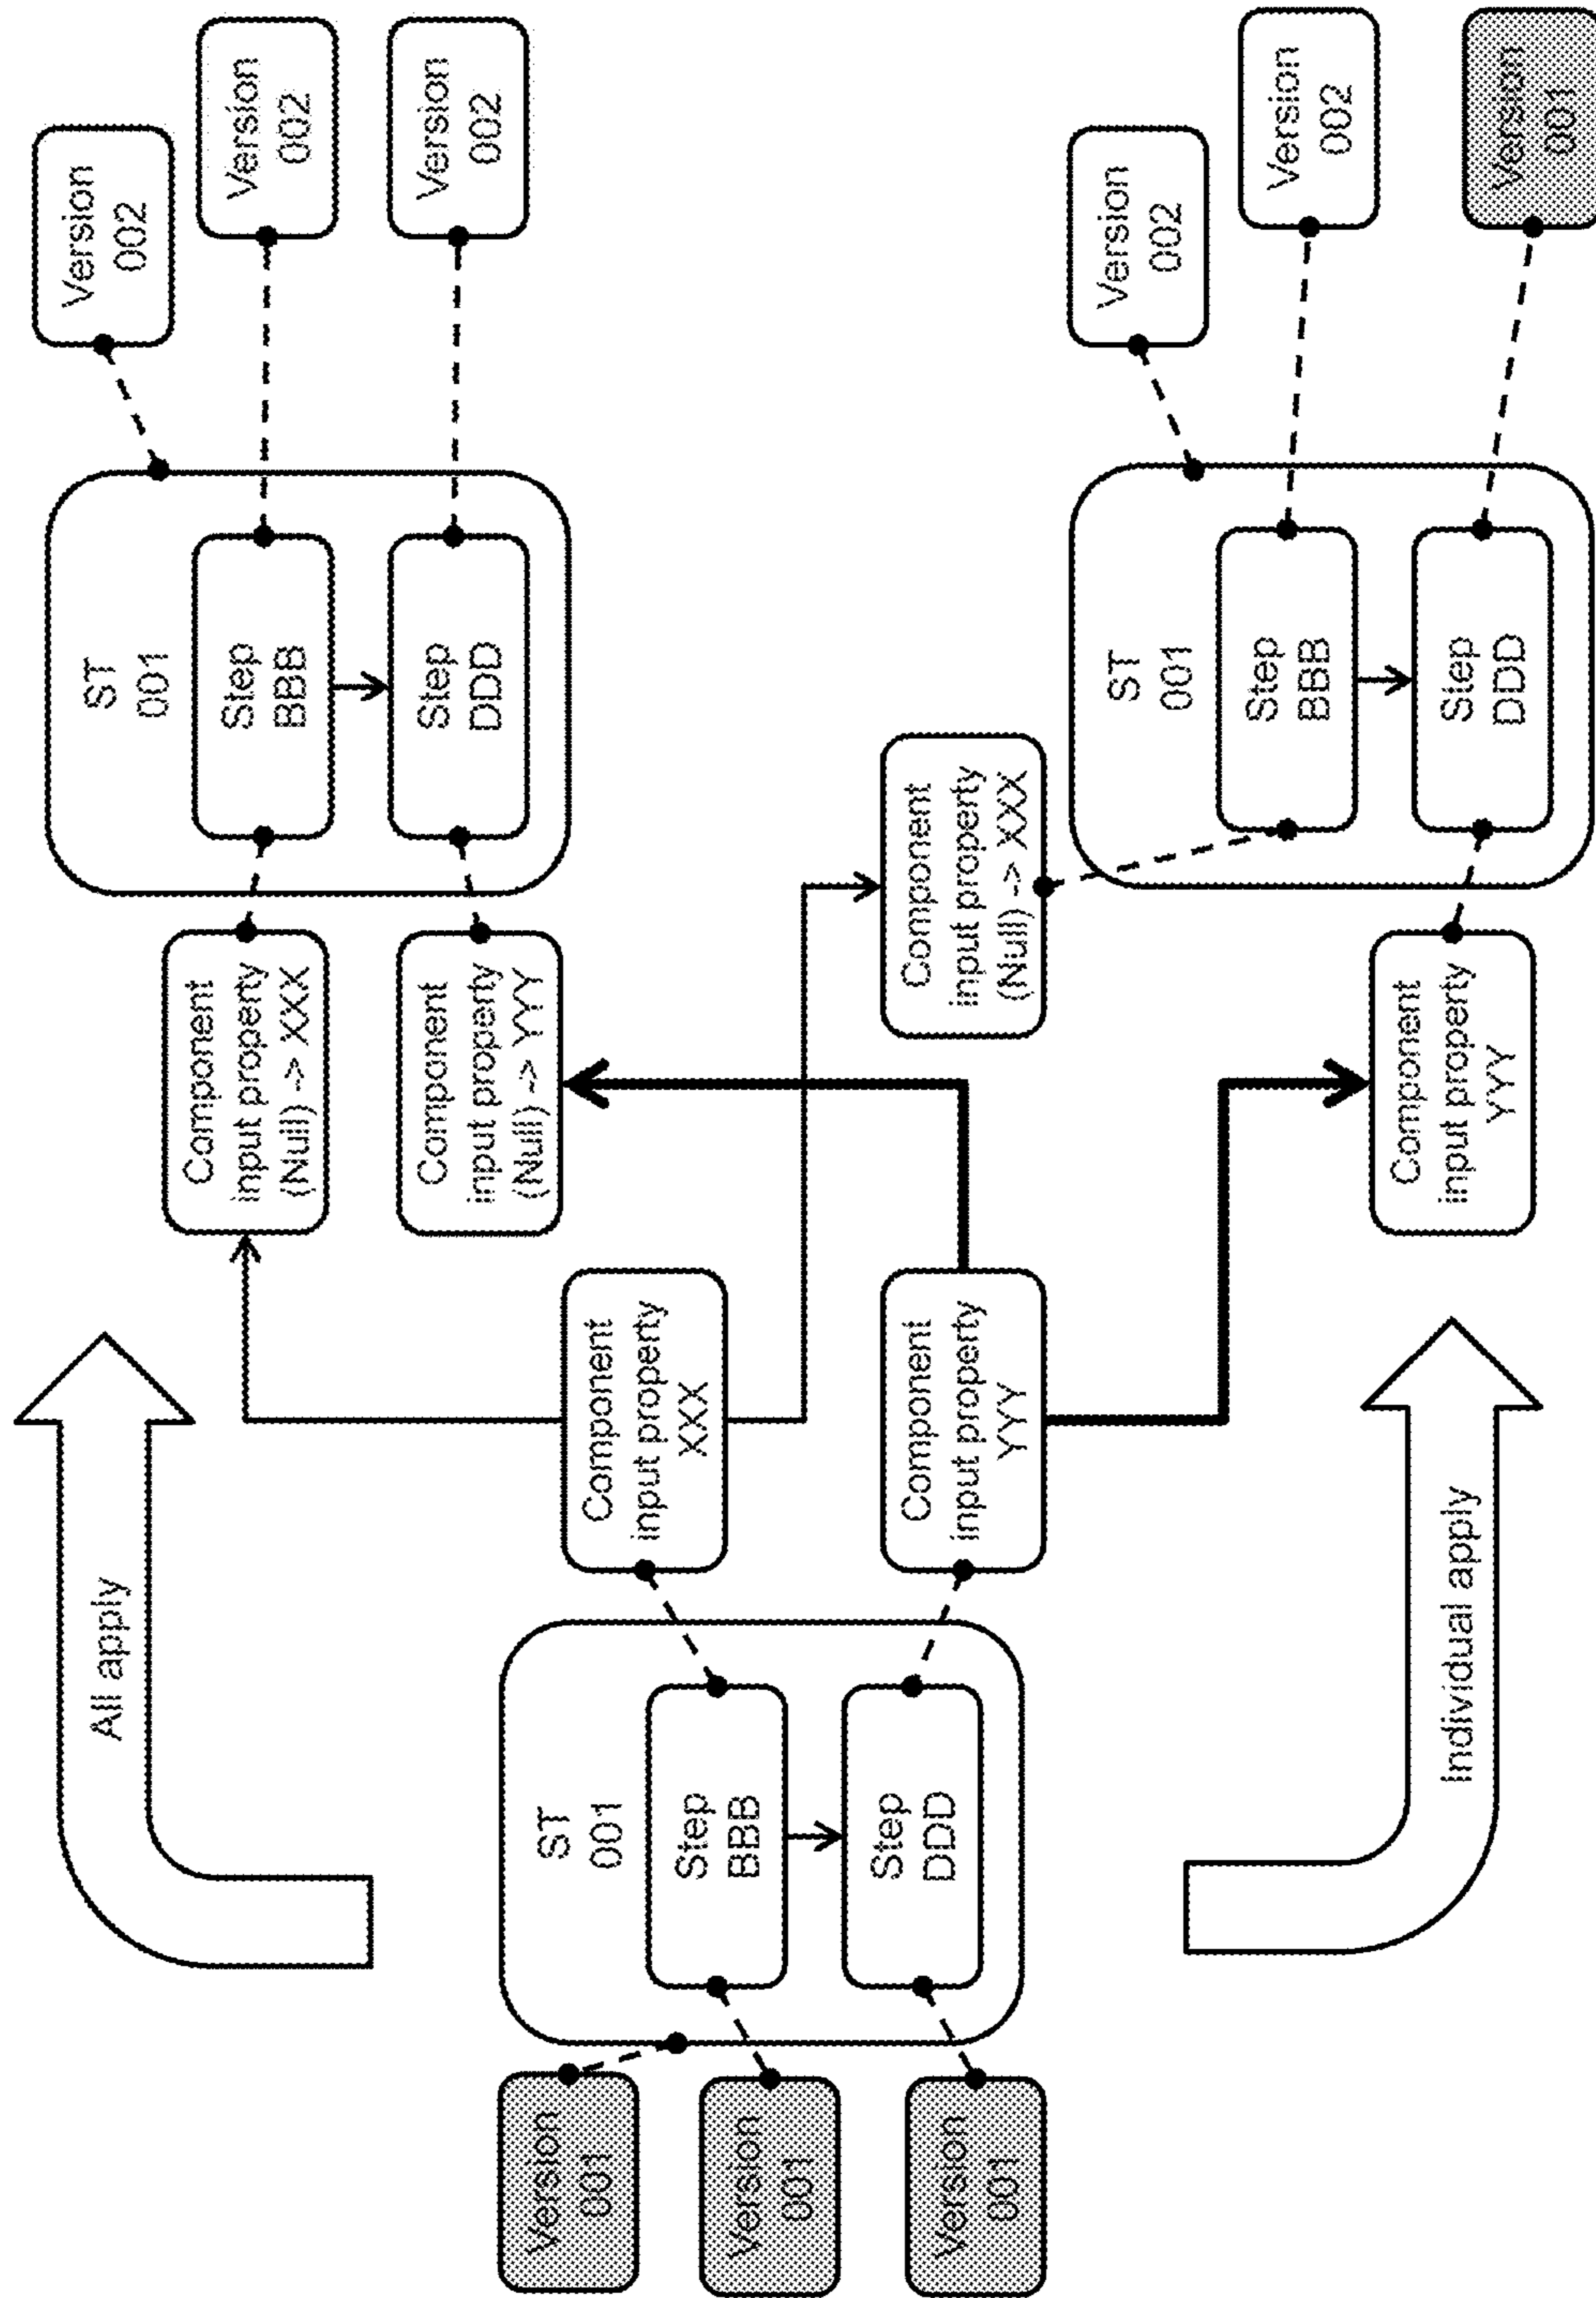 All apply
Version
001
Version
001
Version
001
ST
001
Step
BBB
Step
DDD
Component
input property
XXX
Component
input property
YYY
Component
input property
(Null) -> XXX
Component
input property
(Null) -> YYY
ST
001
Step
BBB
Step
DDD
Version
002
Version
002
Version
002
Individual apply
Component
input property
(Null) -> XXX
Component
input property
YYY
ST
001
Step
BBB
Step
DDD
Version
002
Version
002
Version
001